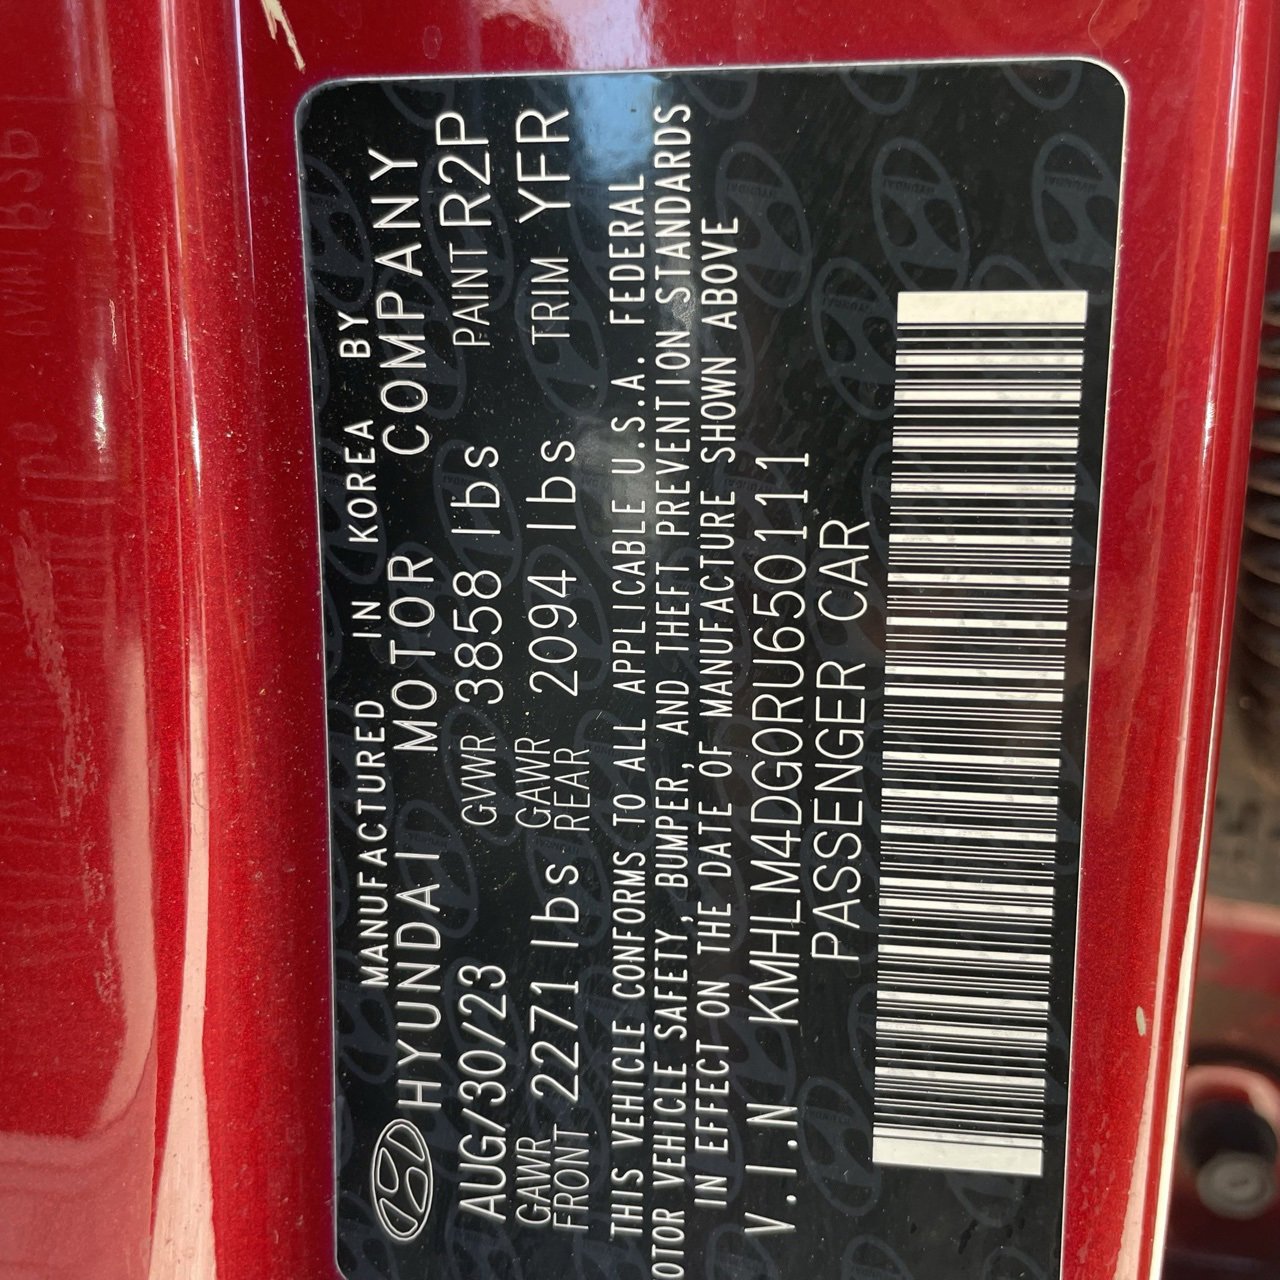 MANUFACTURED IN KOREA BY
HYUNDAI MOTOR COMPANY
AUG/30/23 GVWR 3858 lbs PAINT R2P
GAWR FRONT 2271 lbs GAWR REAR 2094 lbs TRIM YFR
THIS VEHICLE CONFORMS TO ALL APPLICABLE U.S.A. FEDERAL
OTOR VEHICLE SAFETY, BUMPER, AND THEFT PREVENTION STANDARDS
IN EFFECT ON THE DATE OF MANUFACTURE SHOWN ABOVE
V.I.N KMHLM4DG0RU650111
PASSENGER CAR